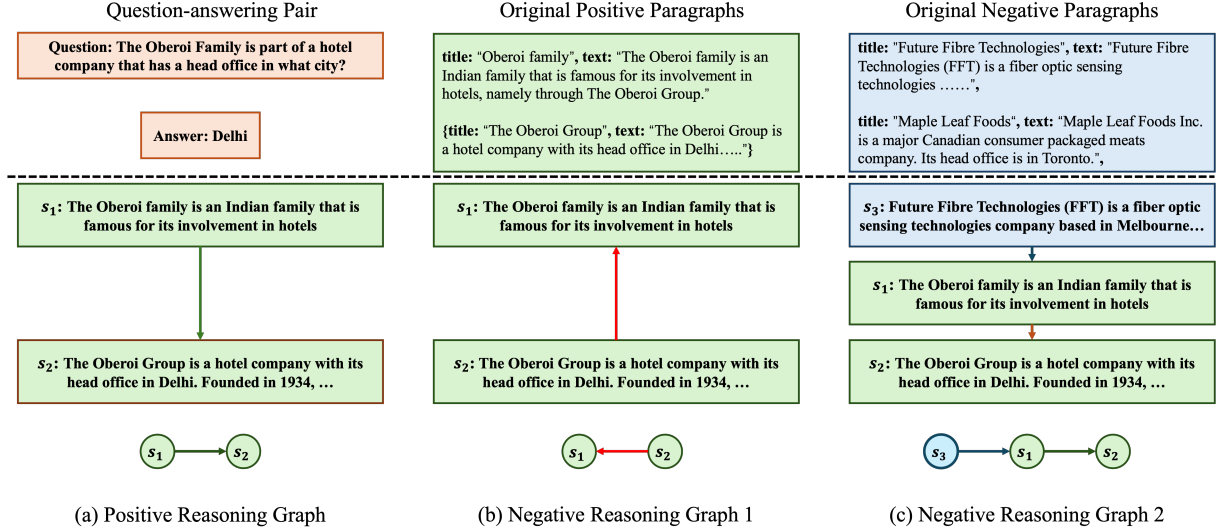 Question-answering Pair
Question: The Oberoi Family is part of a hotel
company that has a head office in what city?
Answer: Delhi
Original Positive Paragraphs
title: "Oberoi family", text: "The Oberoi family is an
Indian family that is famous for its involvement in
hotels, namely through The Oberoi Group."
{title: "The Oberoi Group", text: "The Oberoi Group is
a hotel company with its head office in Delhi….."}
Original Negative Paragraphs
title: "Future Fibre Technologies", text: "Future Fibre
Technologies (FFT) is a fiber optic sensing
technologies ……",
title: "Maple Leaf Foods", text: "Maple Leaf Foods Inc.
is a major Canadian consumer packaged meats
company. Its head office is in Toronto.",
s₁: The Oberoi family is an Indian family that is
famous for its involvement in hotels
s₂: The Oberoi Group is a hotel company with its
head office in Delhi. Founded in 1934, …
s₁
s₂
(a) Positive Reasoning Graph
s₁: The Oberoi family is an Indian family that is
famous for its involvement in hotels
s₂: The Oberoi Group is a hotel company with its
head office in Delhi. Founded in 1934, …
s₁
s₂
(b) Negative Reasoning Graph 1
s₃: Future Fibre Technologies (FFT) is a fiber optic
sensing technologies company based in Melbourne…
s₁: The Oberoi family is an Indian family that is
famous for its involvement in hotels
s₂: The Oberoi Group is a hotel company with its
head office in Delhi. Founded in 1934, …
s₃
s₁
s₂
(c) Negative Reasoning Graph 2